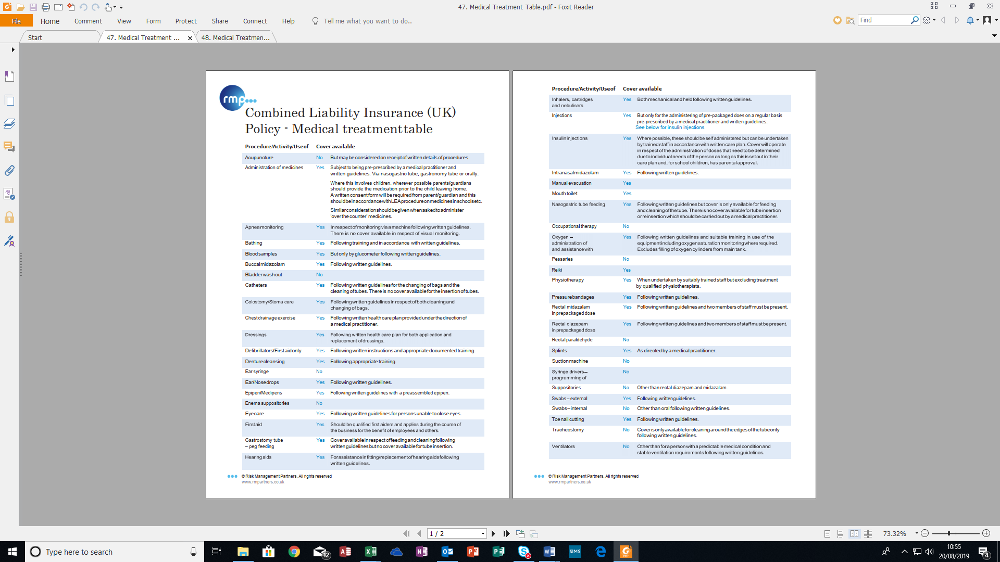 47. Medical Treatment Table.pdf - Foxit Reader
File Home Comment View Form Protect Share Connect Help Tell me what you want to do.. Find
Start 47. Medical Treatment ... 48. Medical Treatmen...
rmp
Combined Liability Insurance (UK)
Policy - Medical treatment table
Procedure/Activity/Use of Cover available
Acupuncture No But may be considered on receipt of written details of procedures.
Administration of medicines Yes Subject to being pre-prescribed by a medical practitioner and
written guidelines. Via nasogastric tube, gastronomy tube or orally.
Where this involves children, wherever possible parents/guardians
should provide the medication prior to the child leaving home.
A written consent form will be required from parent/guardian and this
should be in accordance with LEA procedure on medicines in schools etc.
Similar consideration should be given when asked to administer
'over the counter' medicines.
Apnea monitoring Yes In respect of monitoring via a machine following written guidelines.
There is no cover available in respect of visual monitoring.
Bathing Yes Following training and in accordance with written guidelines.
Blood samples Yes But only by glucometer following written guidelines.
Buccal midazolam Yes Following written guidelines.
Bladder wash out No
Catheters Yes Following written guidelines for the changing of bags and the
cleaning of tubes. There is no cover available for the insertion of tubes.
Colostomy/Stoma care Yes Following written guidelines in respect of both cleaning and
changing of bags.
Chest drainage exercise Yes Following written health care plan provided under the direction of
a medical practitioner.
Dressings Yes Following written health care plan for both application and
replacement of dressings.
Defibrillators/First aid only Yes Following written instructions and appropriate documented training.
Denture cleansing Yes Following appropriate training.
Ear syringe No
Ear/Nose drops Yes Following written guidelines.
Epipen/Medipens Yes Following written guidelines with a preassembled epipen.
Enema suppositories No
Eye care Yes Following written guidelines for persons unable to close eyes.
First aid Yes Should be qualified first aiders and applies during the course of
the business for the benefit of employees and others.
Gastrostomy tube Yes Cover available in respect of feeding and cleaning following
– peg feeding written guidelines but no cover available for tube insertion.
Hearing aids Yes For assistance in fitting/replacement of hearing aids following
written guidelines.
© Risk Management Partners. All rights reserved
www.rmpartners.co.uk
Procedure/Activity/Use of Cover available
Inhalers, cartridges Yes Both mechanical and held following written guidelines.
and nebulisers
Injections Yes But only for the administering of pre-packaged does on a regular basis
pre-prescribed by a medical practitioner and written guidelines.
See below for insulin injections
Insulin injections Yes Where possible, these should be self administered but can be undertaken
by trained staff in accordance with written care plan. Cover will operate
in respect of the administration of doses that need to be determined
due to individual needs of the person as long as this is set out in their
care plan and, for school children, has parental approval.
Intranasal midazolam Yes Following written guidelines.
Manual evacuation Yes
Mouth toilet Yes
Nasogastric tube feeding Yes Following written guidelines but cover is only available for feeding
and cleaning of the tube. There is no cover available for tube insertion
or reinsertion which should be carried out by a medical practitioner.
Occupational therapy No
Oxygen – Yes Following written guidelines and suitable training in use of the
administration of equipment including oxygen saturation monitoring where required.
and assistance with Excludes filling of oxygen cylinders from main tank.
Pessaries No
Reiki Yes
Physiotherapy Yes When undertaken by suitably trained staff but excluding treatment
by qualified physiotherapists.
Pressure bandages Yes Following written guidelines.
Rectal midazalam Yes Following written guidelines and two members of staff must be present.
in prepackaged dose
Rectal diazepam Yes Following written guidelines and two members of staff must be present.
in prepackaged dose
Rectal paraldehyde No
Splints Yes As directed by a medical practitioner.
Suction machine No
Syringe drivers – No
programming of
Suppositories No Other than rectal diazepam and midazalam.
Swabs – external Yes Following written guidelines.
Swabs – internal No Other than oral following written guidelines.
Toe nail cutting Yes Following written guidelines.
Tracheostomy No Cover is only available for cleaning around the edges of the tube only
following written guidelines.
Ventilators No Other than for a person with a predictable medical condition and
stable ventilation requirements following written guidelines.
© Risk Management Partners. All rights reserved
www.rmpartners.co.uk
1 / 2 73.32%
Type here to search 12 SIMS 10:55
20/08/2019 4